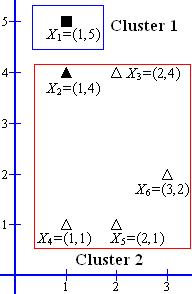 5
Cluster 1
X1=(1,5)
4
X3=(2,4)
X2=(1,4)
3
2
X6=(3,2)
1
X4=(1,1) X5=(2,1)
Cluster 2
1 2 3